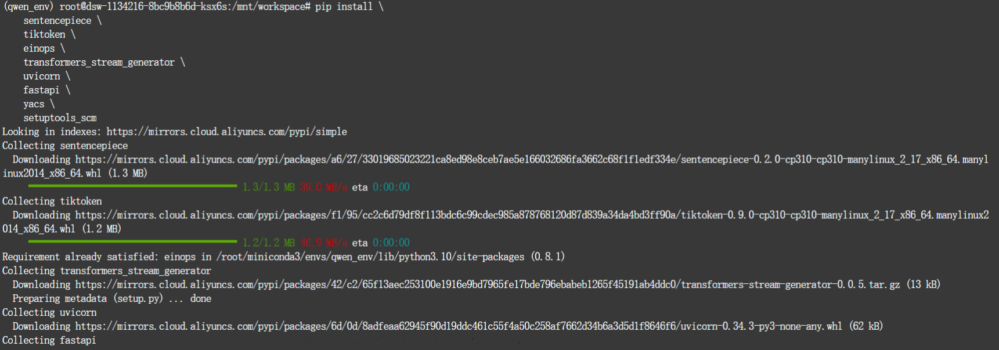 (qwen_env) root@dsw-1134216-8bc9b8b6d-ksx6s:/mnt/workspace# pip install \
sentencepiece \
tiktoken \
einops \
transformers_stream_generator \
uvicorn \
fastapi \
yacs \
setuptools_scm
Looking in indexes: https://mirrors.cloud.aliyuncs.com/pypi/simple
Collecting sentencepiece
Downloading https://mirrors.cloud.aliyuncs.com/pypi/packages/a6/27/33019685023221ca8ed98e8ceb7ae5e166032686fa3662c68f1f1edf334e/sentencepiece-0.2.0-cp310-cp310-manylinux_2_17_x86_64.manyl
inux2014_x86_64.whl (1.3 MB)
1.3/1.3 MB 39.0 MB/s eta 0:00:00
Collecting tiktoken
Downloading https://mirrors.cloud.aliyuncs.com/pypi/packages/f1/95/cc2c6d79df8f113bdc6c99cdec985a878768120d87d839a34da4bd3ff90a/tiktoken-0.9.0-cp310-cp310-manylinux_2_17_x86_64.manylinux2
014_x86_64.whl (1.2 MB)
1.2/1.2 MB 46.9 MB/s eta 0:00:00
Requirement already satisfied: einops in /root/miniconda3/envs/qwen_env/lib/python3.10/site-packages (0.8.1)
Collecting transformers_stream_generator
Downloading https://mirrors.cloud.aliyuncs.com/pypi/packages/42/c2/65f13aec253100e1916e9bd7965fe17bde796ebabeb1265f45191ab4ddc0/transformers-stream-generator-0.0.5.tar.gz (13 kB)
Preparing metadata (setup.py) ... done
Collecting uvicorn
Downloading https://mirrors.cloud.aliyuncs.com/pypi/packages/6d/0d/8adfeaa62945f90d19ddc461c55f4a50c258af7662d34b6a3d5d1f8646f6/uvicorn-0.34.3-py3-none-any.whl (62 kB)
Collecting fastapi